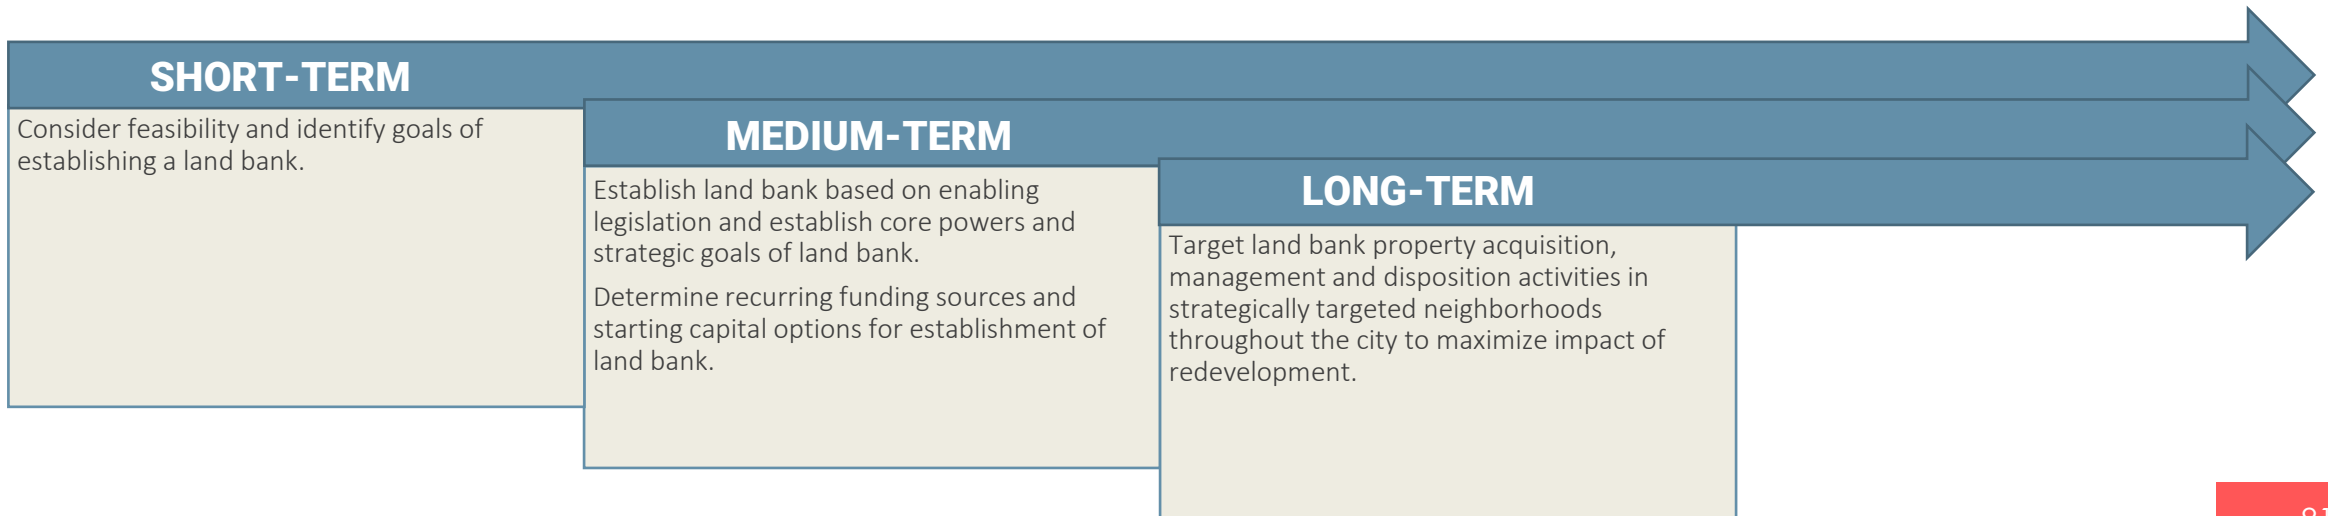 SHORT-TERM
Consider feasibility and identify goals of
establishing a land bank.
MEDIUM-TERM
Establish land bank based on enabling
legislation and establish core powers and
strategic goals of land bank.
Determine recurring funding sources and
starting capital options for establishment of
land bank.
LONG-TERM
Target land bank property acquisition,
management and disposition activities in
strategically targeted neighborhoods
throughout the city to maximize impact of
redevelopment.